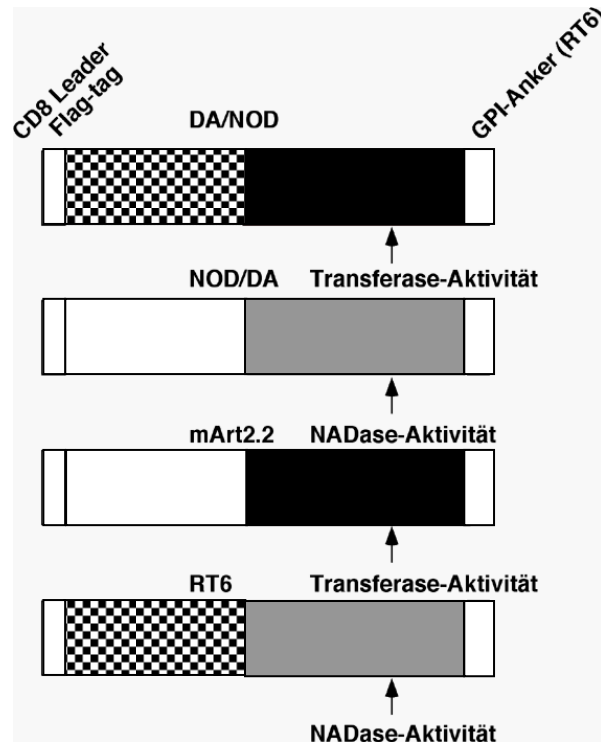 CD8 Leader
Flag-tag
GPI-Anker (RT6)
DA/NOD
Transferase-Aktivität
NOD/DA
NADase-Aktivität
mArt2.2
Transferase-Aktivität
RT6
NADase-Aktivität